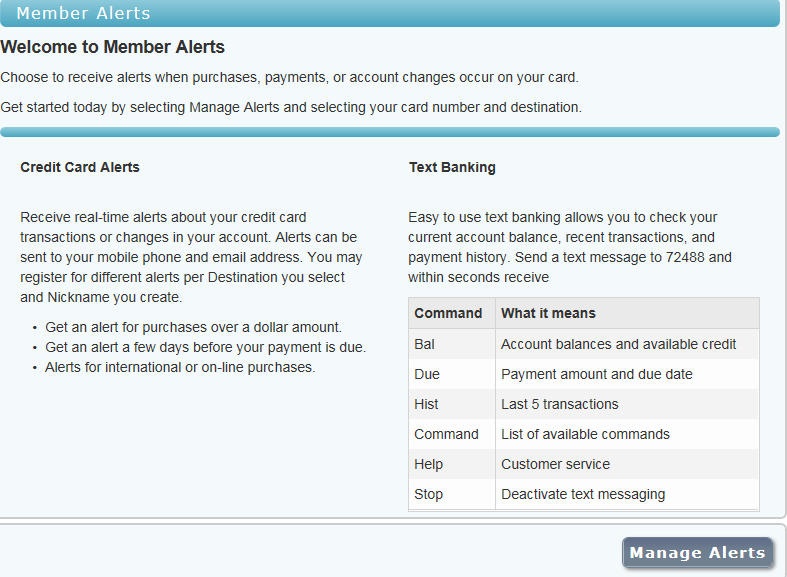 Member Alerts
Welcome to Member Alerts
Choose to receive alerts when purchases, payments, or account changes occur on your card.
Get started today by selecting Manage Alerts and selecting your card number and destination.
Credit Card Alerts
Receive real-time alerts about your credit card
transactions or changes in your account. Alerts can be
sent to your mobile phone and email address. You may
register for different alerts per Destination you select
and Nickname you create.
• Get an alert for purchases over a dollar amount.
• Get an alert a few days before your payment is due.
• Alerts for international or on-line purchases.
Text Banking
Easy to use text banking allows you to check your
current account balance, recent transactions, and
payment history. Send a text message to 72488 and
within seconds receive
Command What it means
Bal Account balances and available credit
Due Payment amount and due date
Hist Last 5 transactions
Command List of available commands
Help Customer service
Stop Deactivate text messaging
Manage Alerts